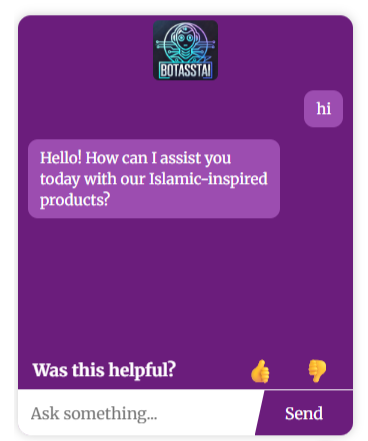 BOTASSTAI
hi
Hello! How can I assist you
today with our Islamic-inspired
products?
Was this helpful?
Ask something...
Send